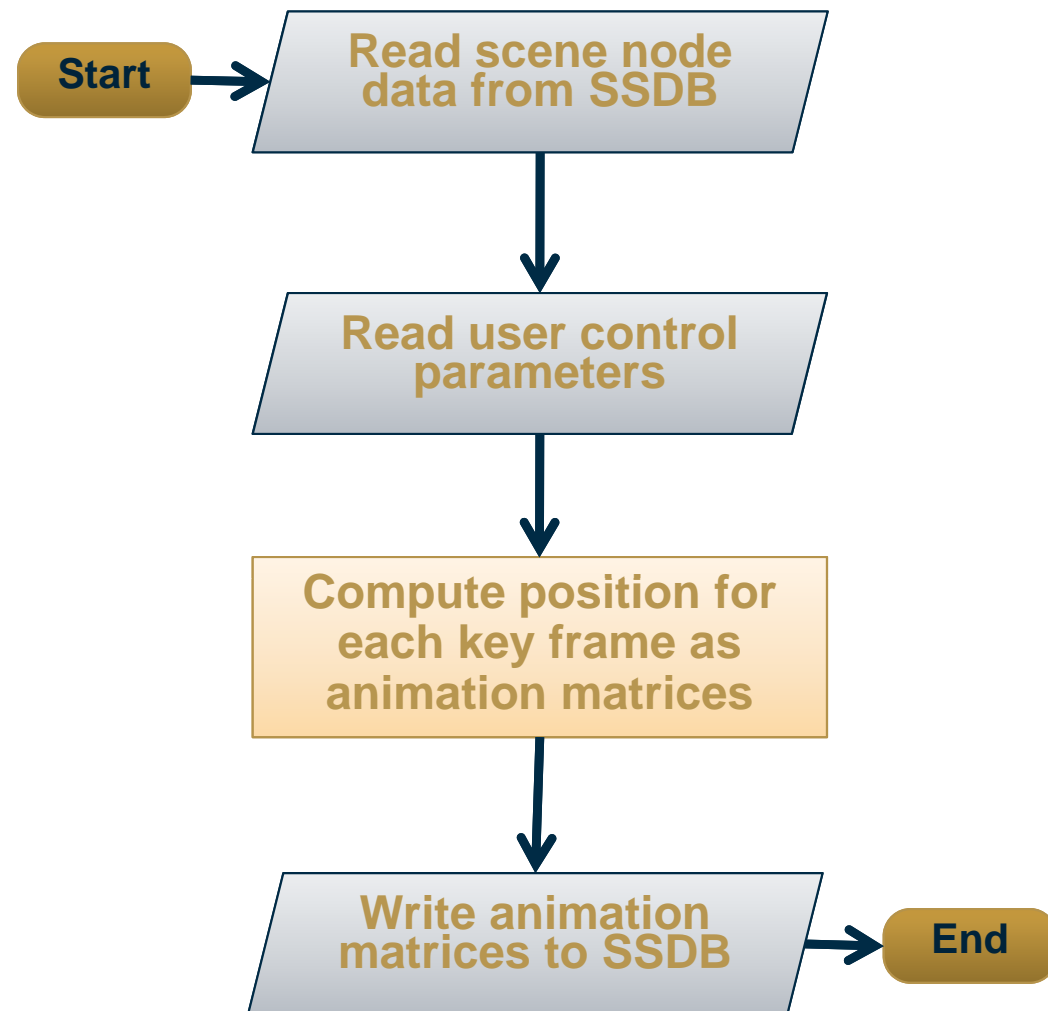 Start
Read scene node
data from SSDB
Read user control
parameters
Compute position for
each key frame as
animation matrices
Write animation
matrices to SSDB
End